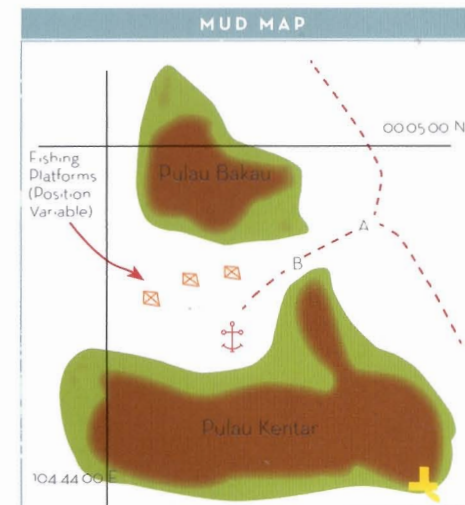 MUD MAP
00 05 00 N
Fishing
Platforms
(Position
Variable)
Pulau Bakau
A
B
Pulau Kentar
104 44 00 E